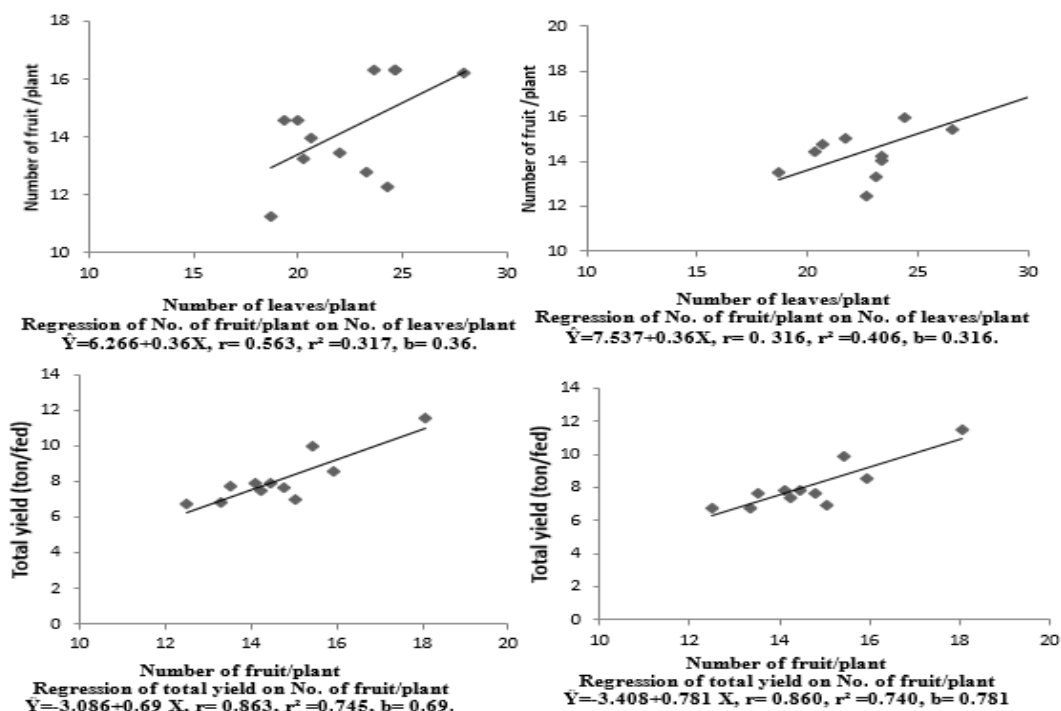 Number of fruit /plant
18
16
14
12
10
10 15 20 25 30
Number of leaves/plant
Regression of No. of fruit/plant on No. of leaves/plant
Ŷ=6.266+0.36X, r= 0.563, r² =0.317, b= 0.36.
Number of fruit /plant
20
18
16
14
12
10
10 15 20 25 30
Number of leaves/plant
Regression of No. of fruit/plant on No. of leaves/plant
Ŷ=7.537+0.36X, r= 0. 316, r² =0.406, b= 0.316.
Total yield (ton/fed)
14
12
10
8
6
4
2
0
10 12 14 16 18 20
Number of fruit/plant
Regression of total yield on No. of fruit/plant
Ŷ=-3.086+0.69 X, r= 0.863, r² =0.745, b= 0.69.
Total yield (ton/fed)
14
12
10
8
6
4
2
0
10 12 14 16 18 20
Number of fruit/plant
Regression of total yield on No. of fruit/plant
Ŷ=-3.408+0.781 X, r= 0.860, r² =0.740, b= 0.781